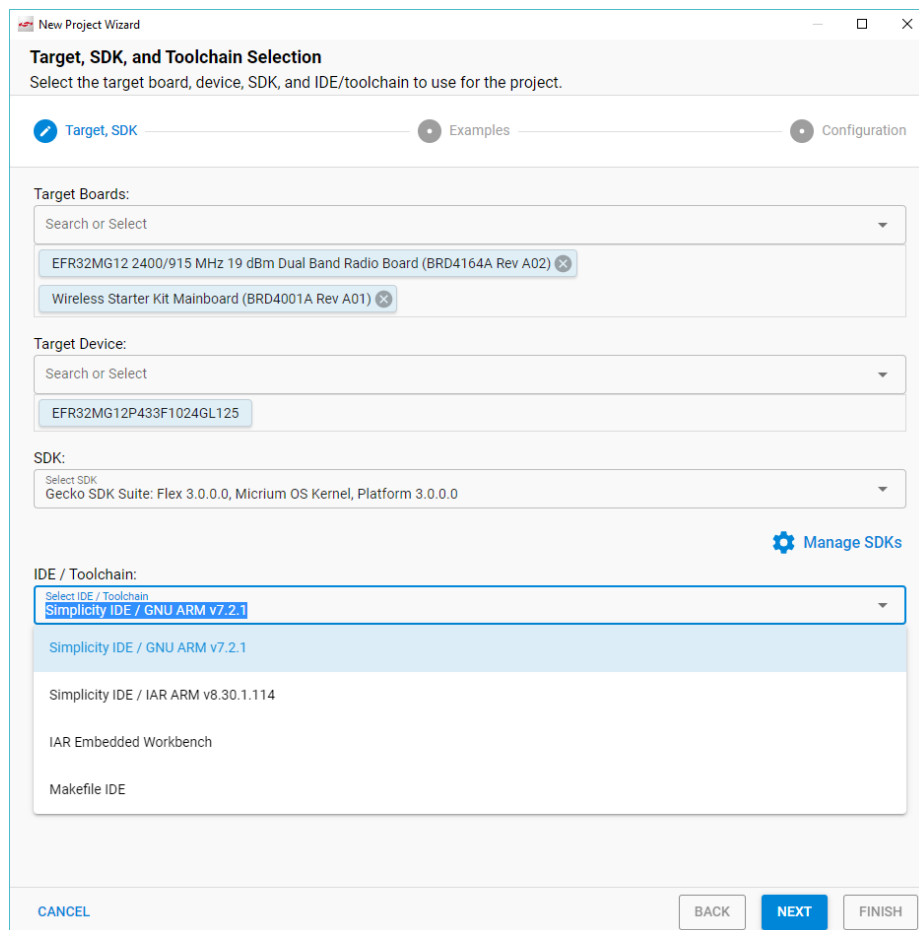 New Project Wizard
Target, SDK, and Toolchain Selection
Select the target board, device, SDK, and IDE/toolchain to use for the project.
Target, SDK
Examples
Configuration
Target Boards:
Search or Select
EFR32MG12 2400/915 MHz 19 dBm Dual Band Radio Board (BRD4164A Rev A02)
Wireless Starter Kit Mainboard (BRD4001A Rev A01)
Target Device:
Search or Select
EFR32MG12P433F1024GL125
SDK:
Select SDK
Gecko SDK Suite: Flex 3.0.0.0, Micrium OS Kernel, Platform 3.0.0.0
Manage SDKs
IDE / Toolchain:
Select IDE / Toolchain
Simplicity IDE / GNU ARM v7.2.1
Simplicity IDE / GNU ARM v7.2.1
Simplicity IDE / IAR ARM v8.30.1.114
IAR Embedded Workbench
Makefile IDE
CANCEL
BACK
NEXT
FINISH